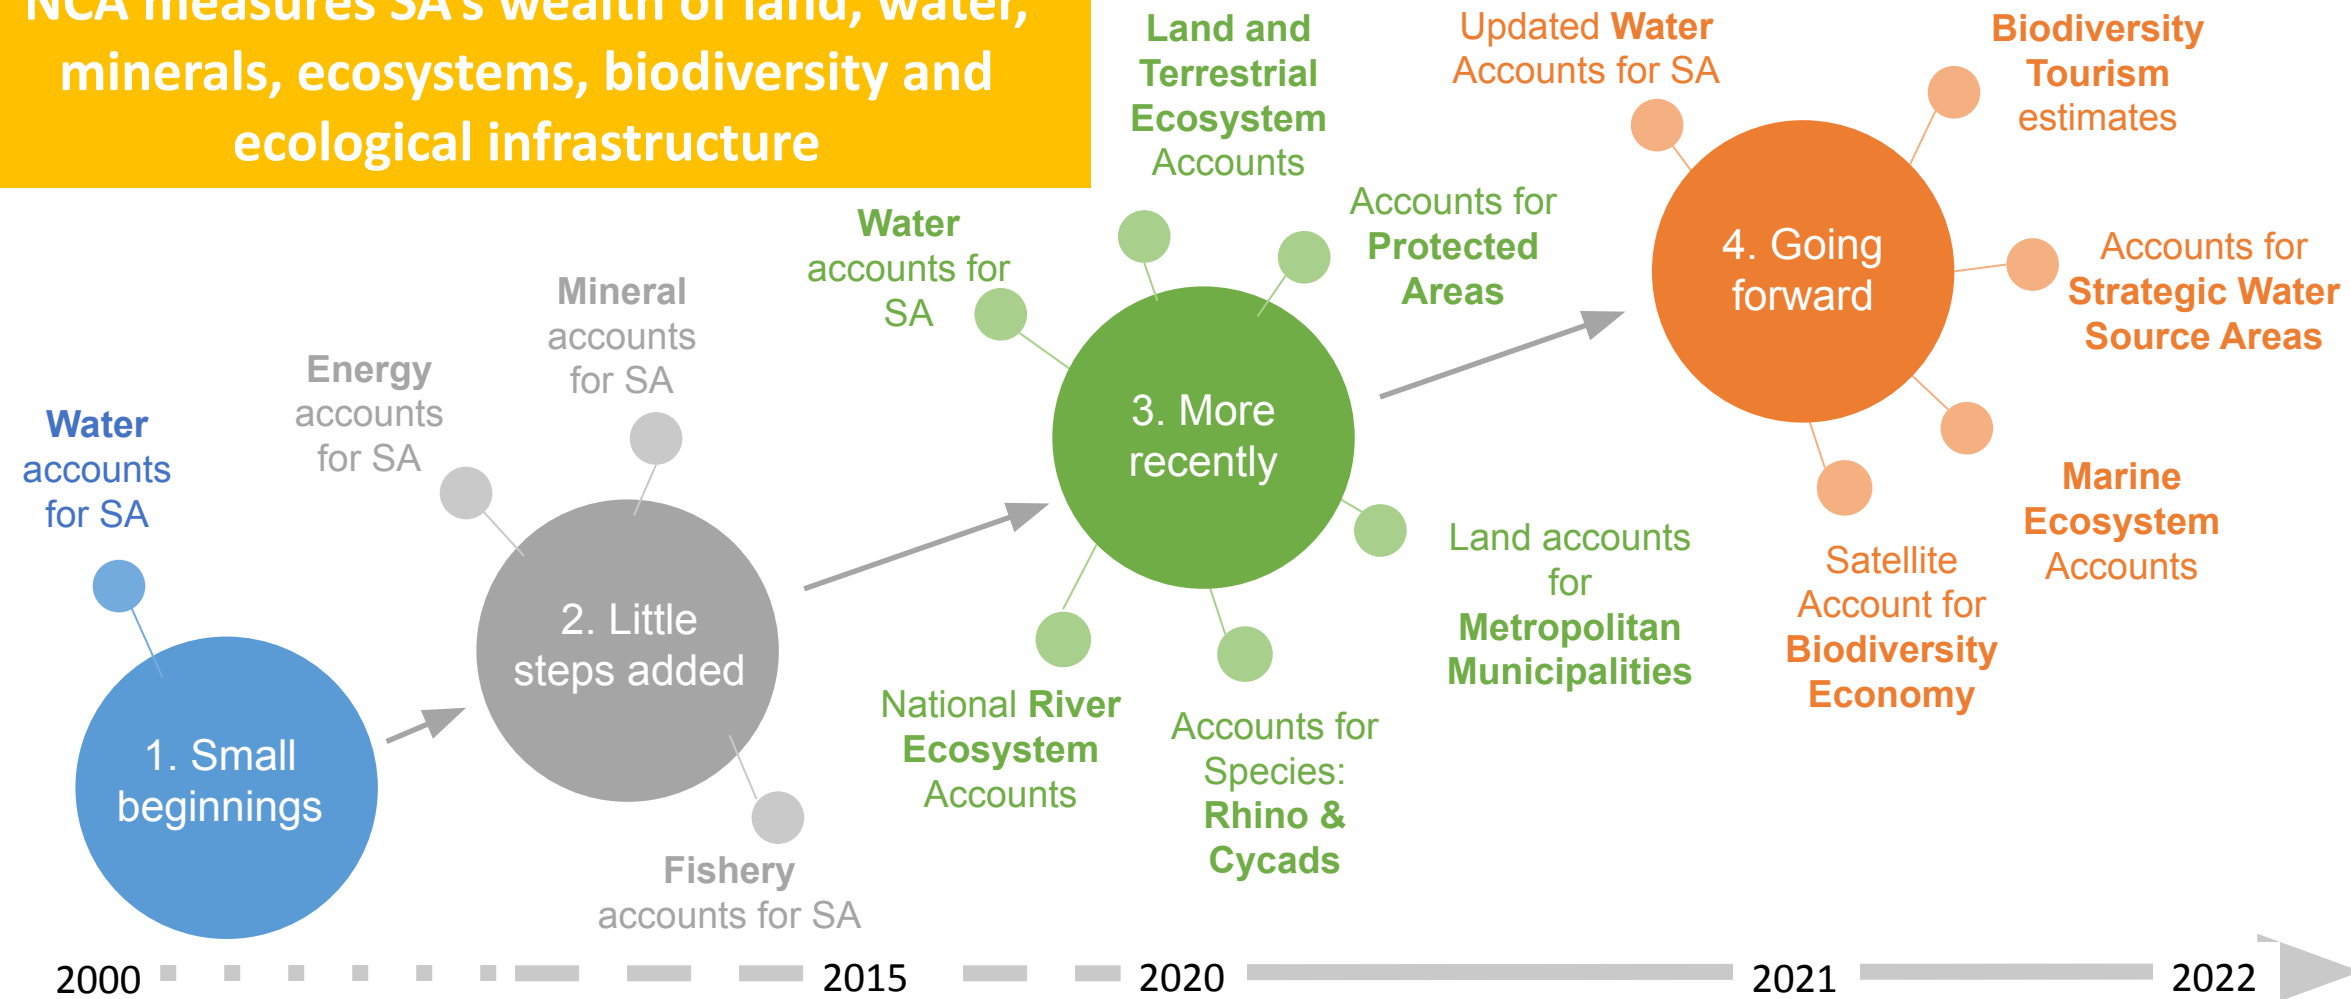 NCA measures SA's wealth of land, water,
minerals, ecosystems, biodiversity and
ecological infrastructure
Water
accounts
for SA
1. Small
beginnings
Energy
accounts
for SA
Mineral
accounts
for SA
2. Little
steps added
Fishery
accounts for SA
Water
accounts for
SA
Land and
Terrestrial
Ecosystem
Accounts
Accounts for
Protected
Areas
3. More
recently
National River
Ecosystem
Accounts
Accounts for
Species:
Rhino &
Cycads
Land accounts
for
Metropolitan
Municipalities
Updated Water
Accounts for SA
Biodiversity
Tourism
estimates
4. Going
forward
Accounts for
Strategic Water
Source Areas
Marine
Ecosystem
Accounts
Satellite
Account for
Biodiversity
Economy
2000
2015
2020
2021
2022